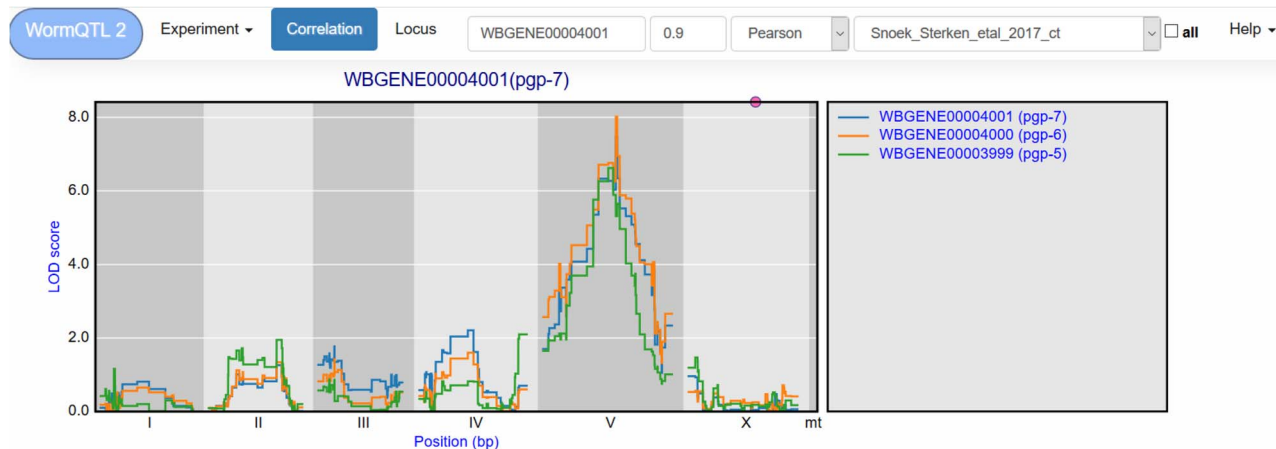 WormQTL 2 Experiment Correlation Locus WBGENE00004001 0.9 Pearson Snoek_Sterken_etal_2017_ct all Help
WBGENE00004001(pgp-7)
WBGENE00004001 (pgp-7)
WBGENE00004000 (pgp-6)
WBGENE00003999 (pgp-5)
8.0
6.0
4.0
2.0
0.0
LOD score
I II III IV V X mt
Position (bp)